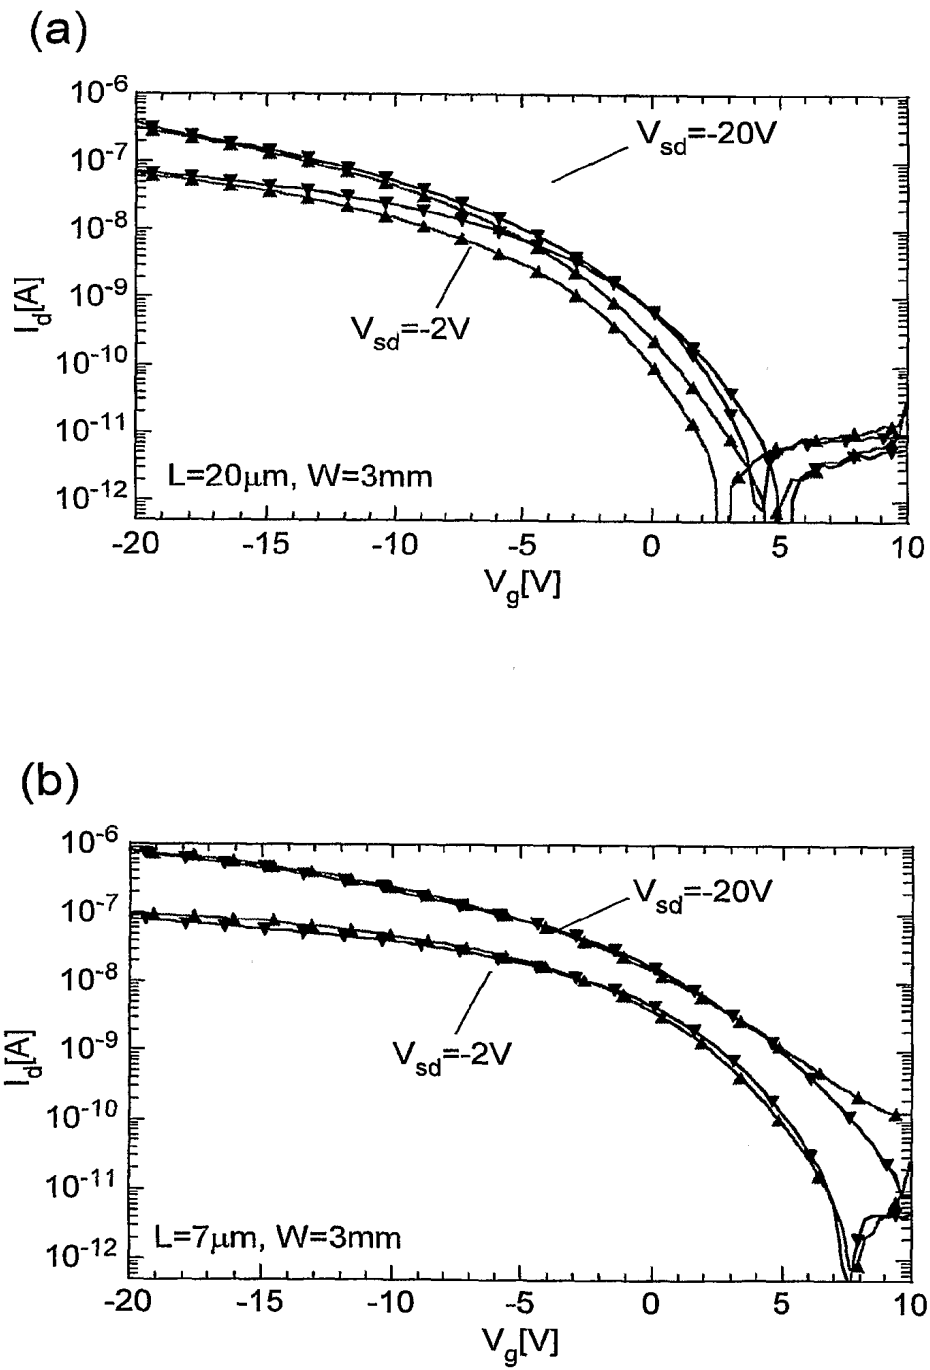 (a)
10-6
10-7
10-8
10-9
10-10
10-11
10-12
Id[A]
Vsd=-20V
Vsd=-2V
L=20μm, W=3mm
-20 -15 -10 -5 0 5 10
Vg[V]
(b)
10-6
10-7
10-8
10-9
10-10
10-11
10-12
Id[A]
Vsd=-20V
Vsd=-2V
L=7μm, W=3mm
-20 -15 -10 -5 0 5 10
Vg[V]